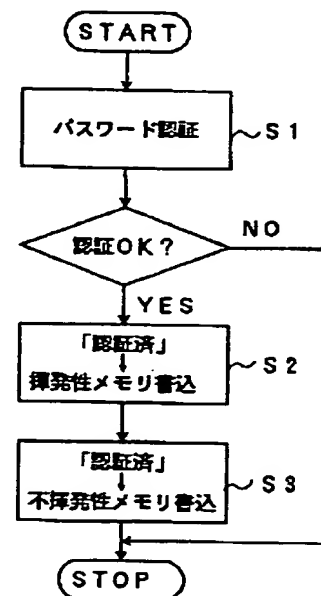 START
パスワード認証
S1
認証OK?
NO
YES
「認証済」
揮発性メモリ書込
S2
「認証済」
不揮発性メモリ書込
S3
STOP